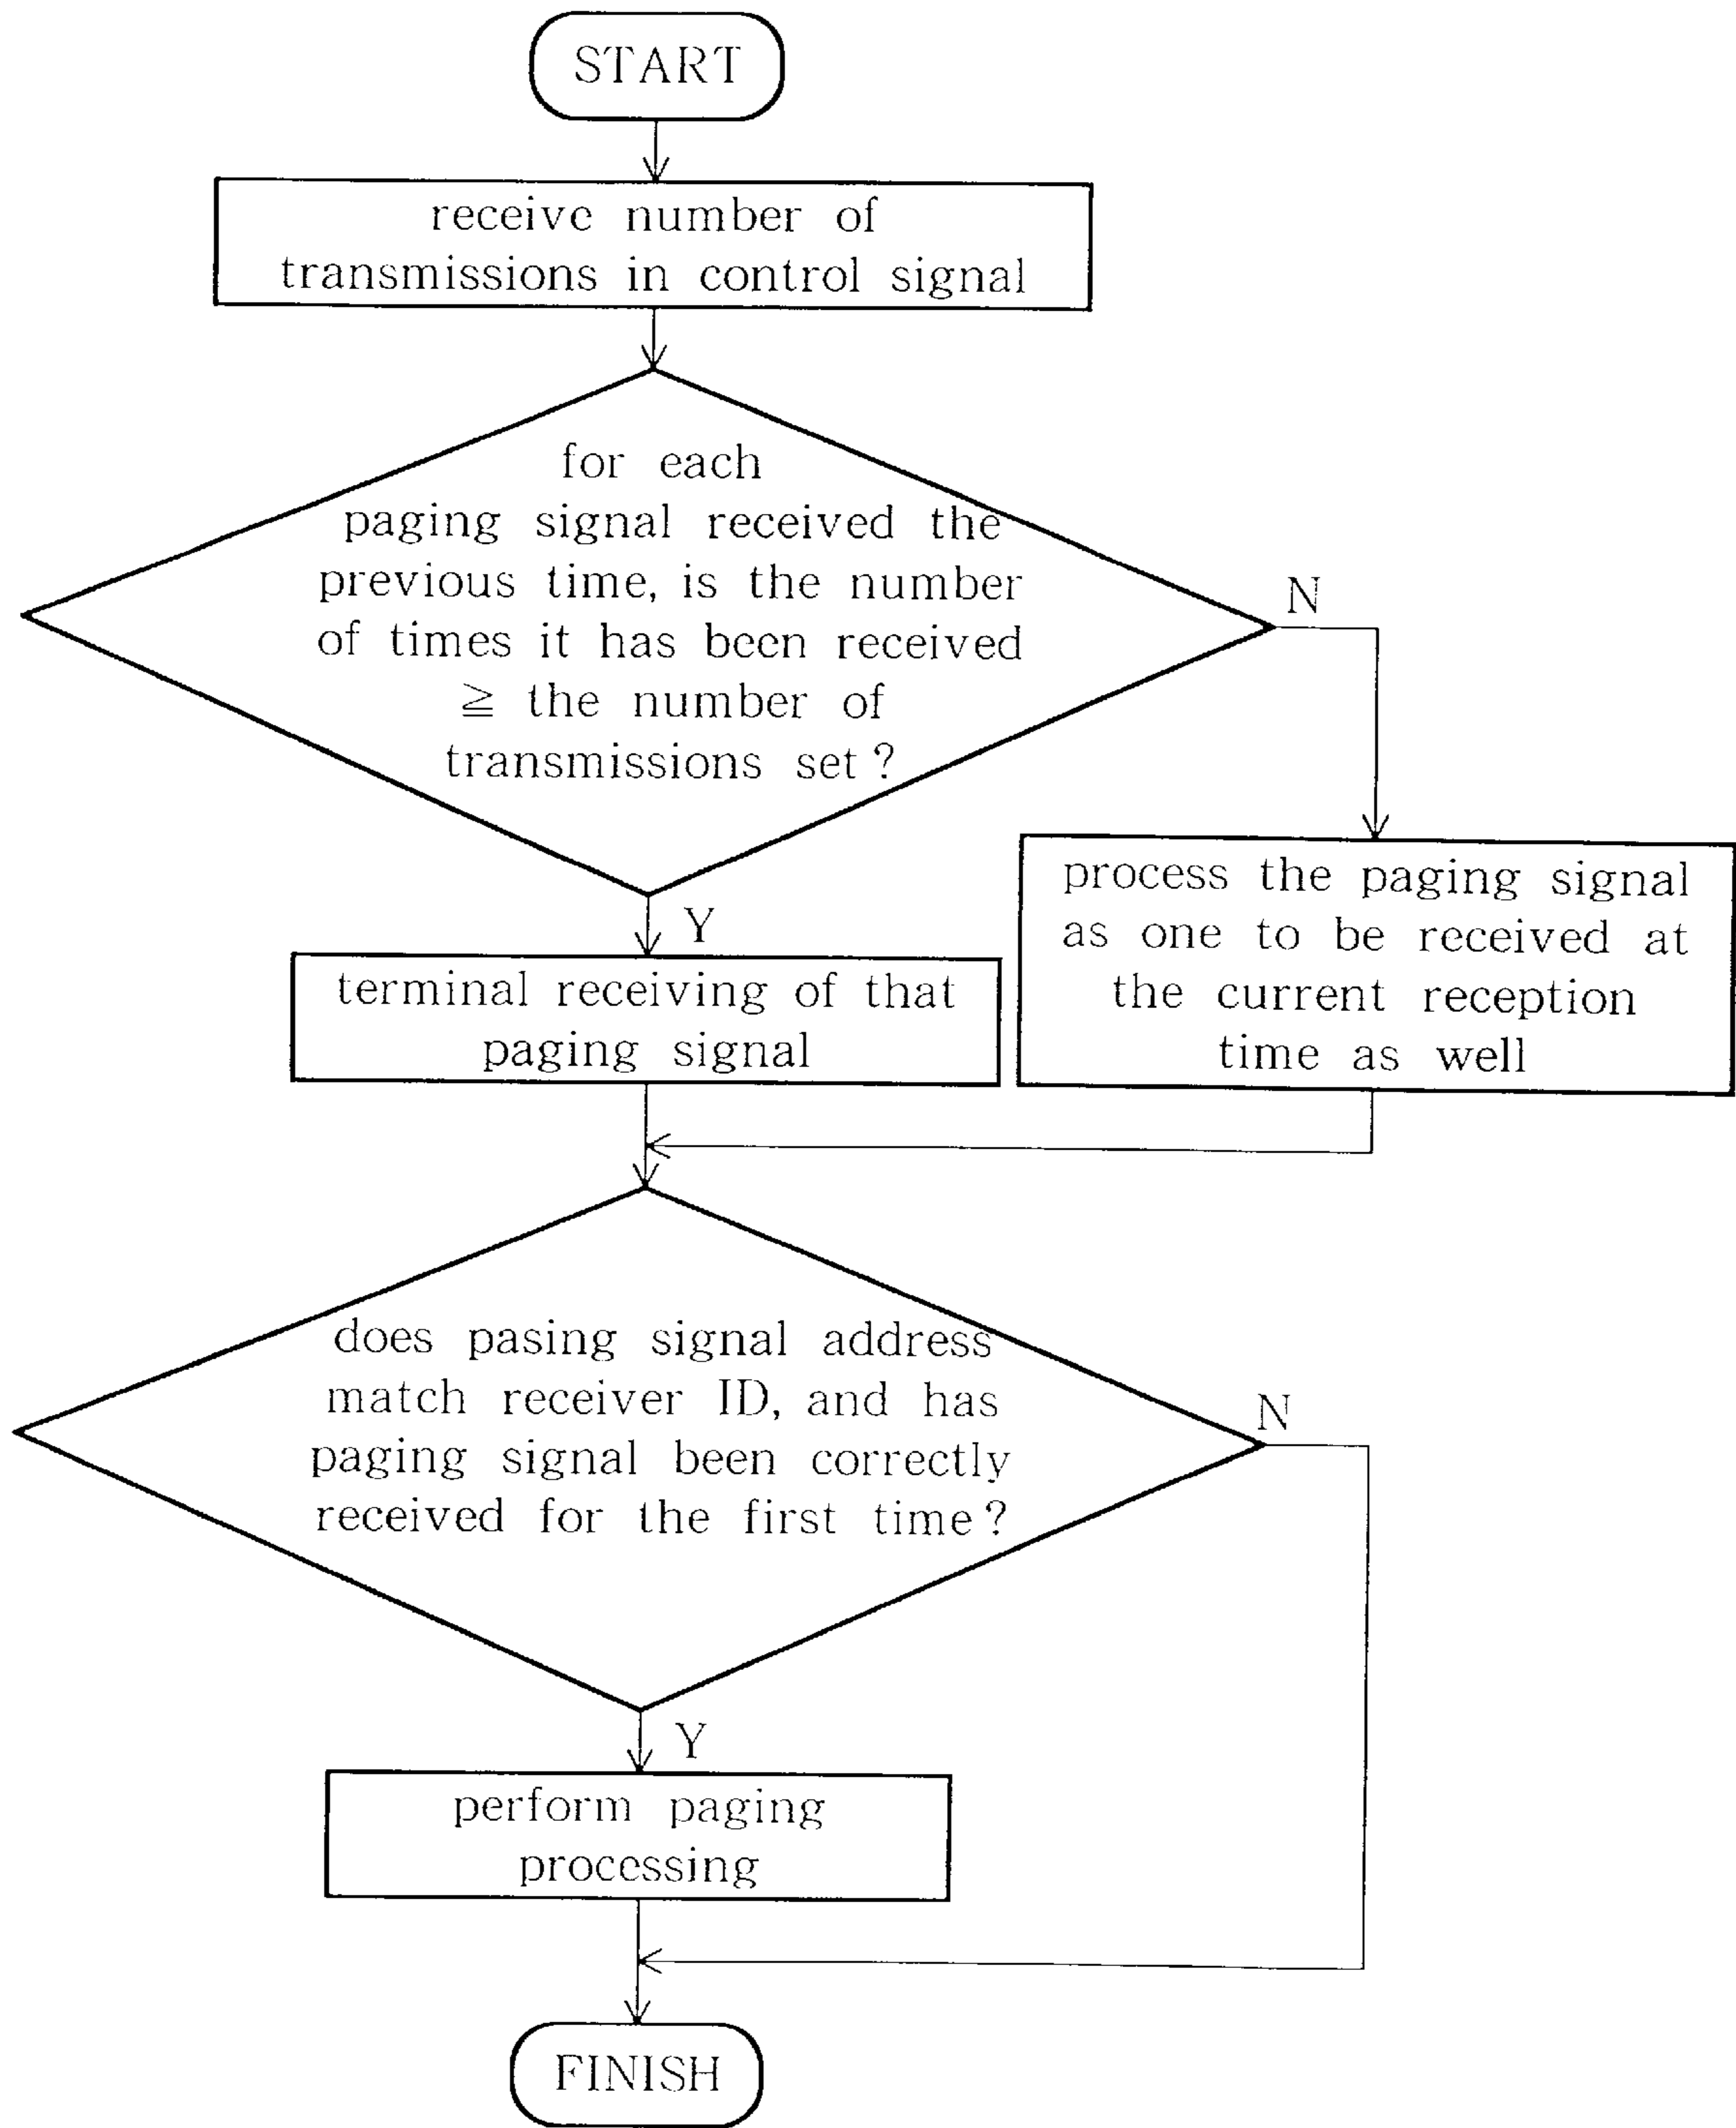 START
receive number of
transmissions in control signal
for each
paging signal received the
previous time, is the number
of times it has been received
≧ the number of
transmissions set?
N
Y
process the paging signal
as one to be received at
the current reception
time as well
terminal receiving of that
paging signal
does pasing signal address
match receiver ID, and has
paging signal been correctly
received for the first time?
N
Y
perform paging
processing
FINISH